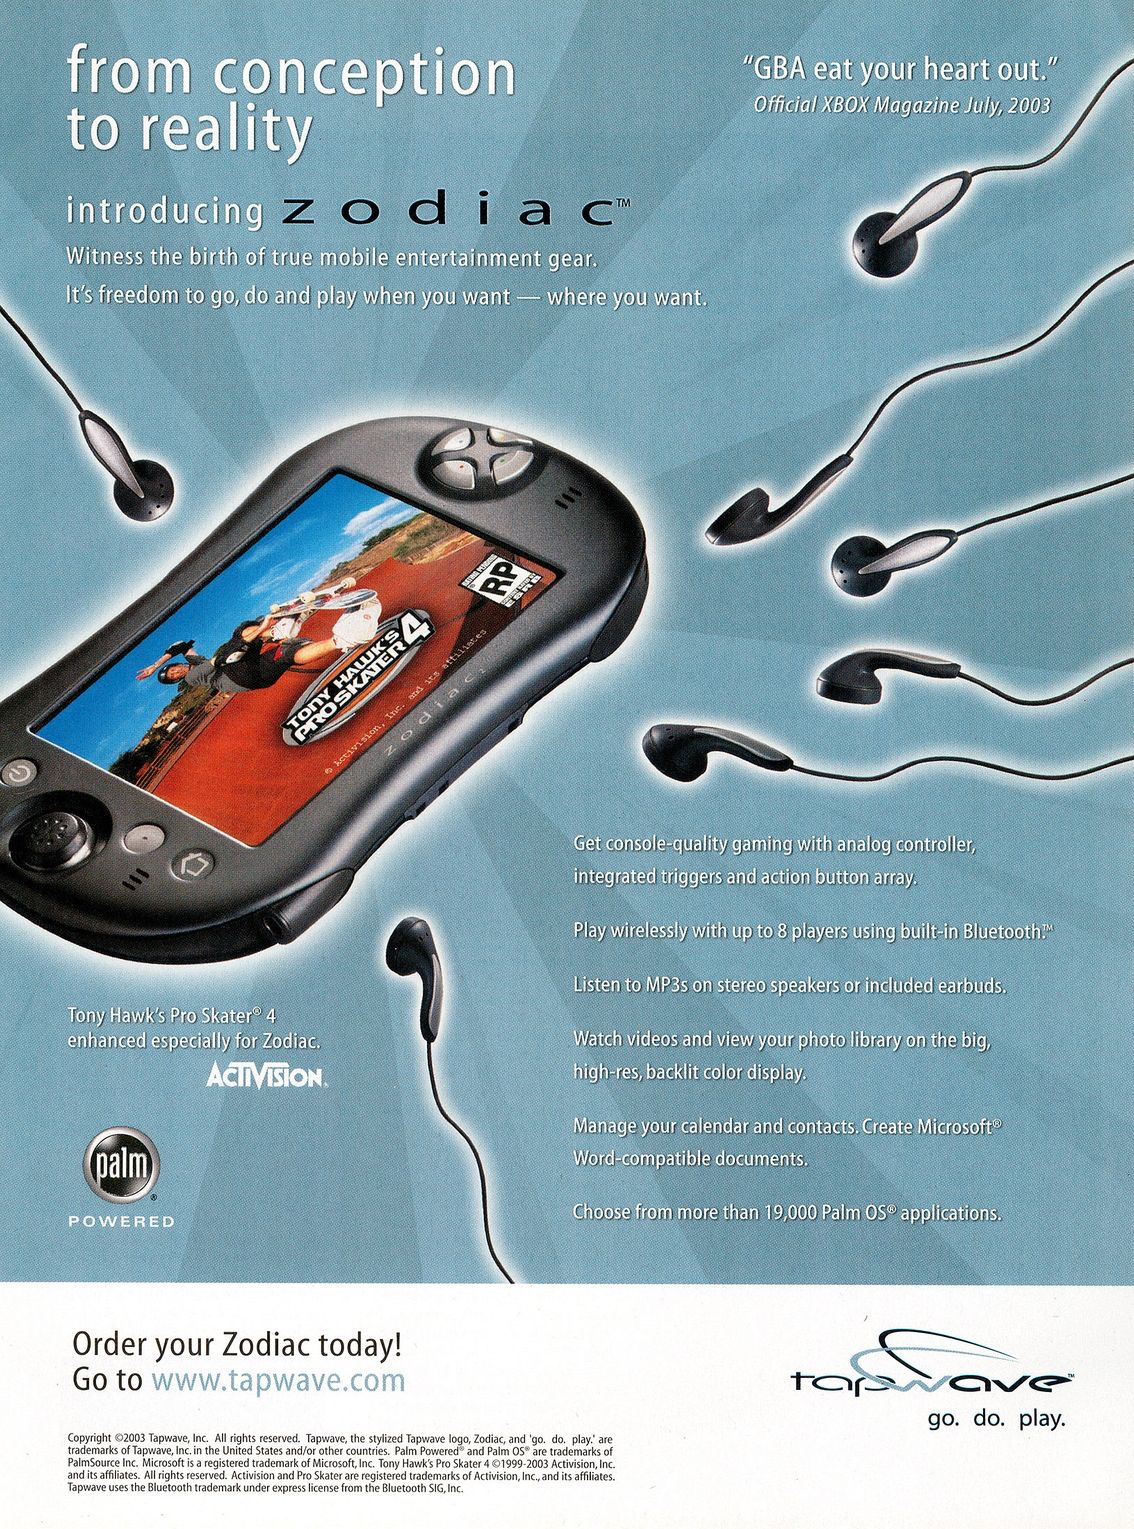 from conception
to reality
"GBA eat your heart out."
Official XBOX Magazine July, 2003
introducing zodiac™
Witness the birth of true mobile entertainment gear.
It's freedom to go, do and play when you want — where you want.
RATING PENDING
RP
ESRB
TONY HAWK'S
PRO SKATER 4
© Activision, Inc. and its affiliates
zodiac
Get console-quality gaming with analog controller,
integrated triggers and action button array.
Play wirelessly with up to 8 players using built-in Bluetooth.™
Listen to MP3s on stereo speakers or included earbuds.
Watch videos and view your photo library on the big,
high-res, backlit color display.
Manage your calendar and contacts. Create Microsoft®
Word-compatible documents.
Choose from more than 19,000 Palm OS® applications.
Tony Hawk's Pro Skater® 4
enhanced especially for Zodiac.
ACTIVISION.
palm®
POWERED
Order your Zodiac today!
Go to www.tapwave.com
tapwave™
go. do. play.
Copyright ©2003 Tapwave, Inc. All rights reserved. Tapwave, the stylized Tapwave logo, Zodiac, and 'go. do. play.' are
trademarks of Tapwave, Inc. in the United States and/or other countries. Palm Powered® and Palm OS® are trademarks of
PalmSource Inc. Microsoft is a registered trademark of Microsoft, Inc. Tony Hawk's Pro Skater 4 ©1999-2003 Activision, Inc.
and its affiliates. All rights reserved. Activision and Pro Skater are registered trademarks of Activision, Inc., and its affiliates.
Tapwave uses the Bluetooth trademark under express license from the Bluetooth SIG, Inc.